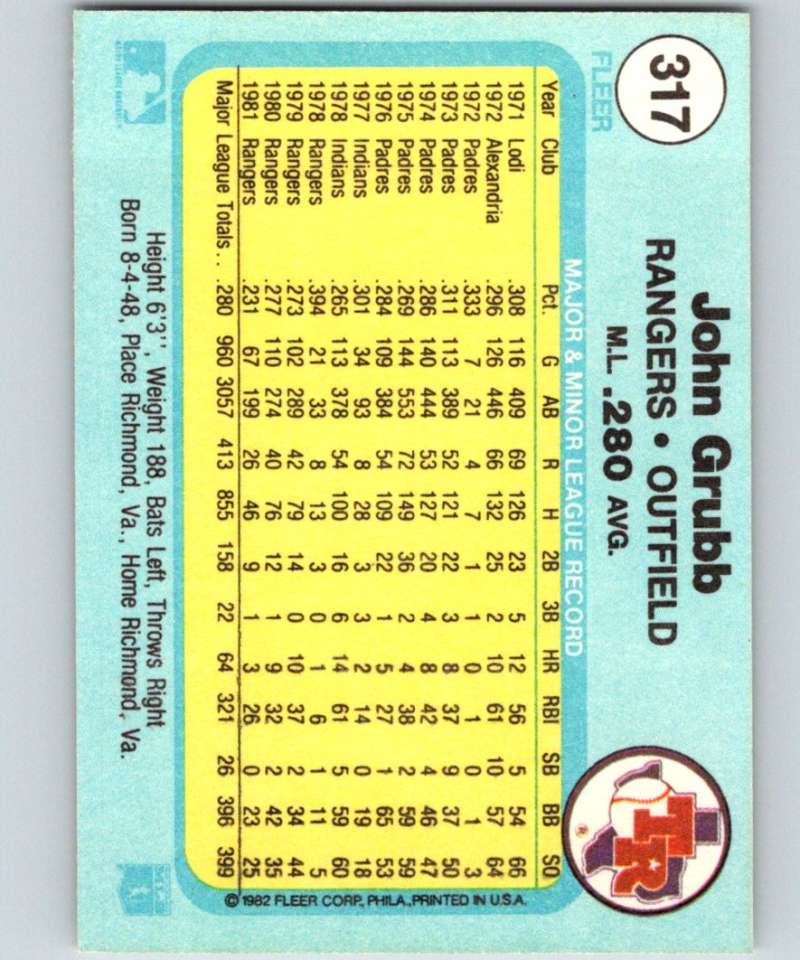 317
FLEER
John Grubb
RANGERS • OUTFIELD
M.L. .280 AVG.
MAJOR & MINOR LEAGUE RECORD
Year Club Pct. G AB R H 2B 3B HR RBI SB BB SO
1971 Lodi .308 116 409 69 126 23 5 12 56 5 54 66
1972 Alexandria .296 126 446 66 132 25 2 10 61 10 57 64
1972 Padres .333 7 21 4 7 1 1 0 1 0 1 3
1973 Padres .311 113 389 52 121 22 3 8 37 9 37 50
1974 Padres .286 140 444 53 127 20 4 8 42 4 46 47
1975 Padres .269 144 553 72 149 36 2 4 38 2 59 59
1976 Padres .284 109 384 54 109 22 1 5 27 1 65 53
1977 Indians .301 34 93 8 28 3 3 2 14 0 19 18
1978 Indians .265 113 378 54 100 16 6 14 61 5 59 60
1978 Rangers .394 21 33 8 13 3 0 1 6 1 11 5
1979 Rangers .273 102 289 42 79 14 0 10 37 2 34 44
1980 Rangers .277 110 274 40 76 12 1 9 32 2 42 35
1981 Rangers .231 67 199 26 46 9 1 3 26 0 23 25
Major League Totals . . .280 960 3057 413 855 158 22 64 321 26 396 399
©1982 FLEER CORP., PHILA., PRINTED IN U.S.A.
Height 6'3", Weight 188, Bats Left, Throws Right
Born 8-4-48, Place Richmond, Va., Home Richmond, Va.
TR
®